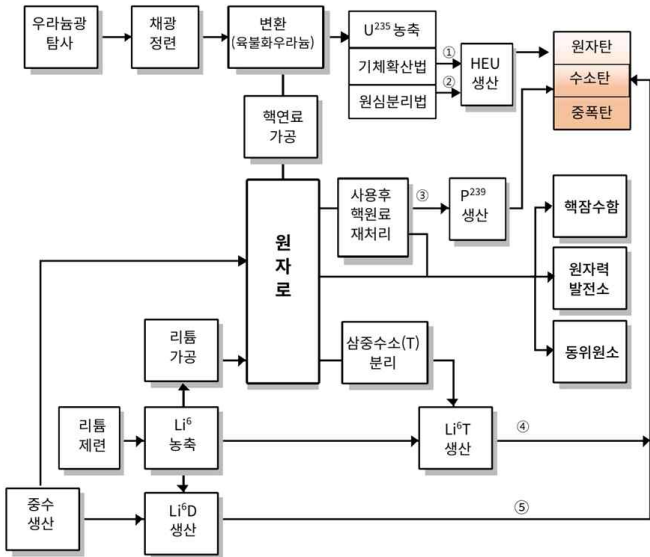 우라늄광
탐사
채광
정련
변환
(육불화우라늄)
U²³⁵ 농축
기체확산법
원심분리법
①
②
HEU
생산
원자탄
수소탄
중폭탄
핵연료
가공
원
자
로
사용후
핵원료
재처리
③
P²³⁹
생산
핵잠수함
원자력
발전소
동위원소
리튬
가공
삼중수소(T)
분리
리튬
제련
Li⁶
농축
Li⁶T
생산
④
중수
생산
Li⁶D
생산
⑤